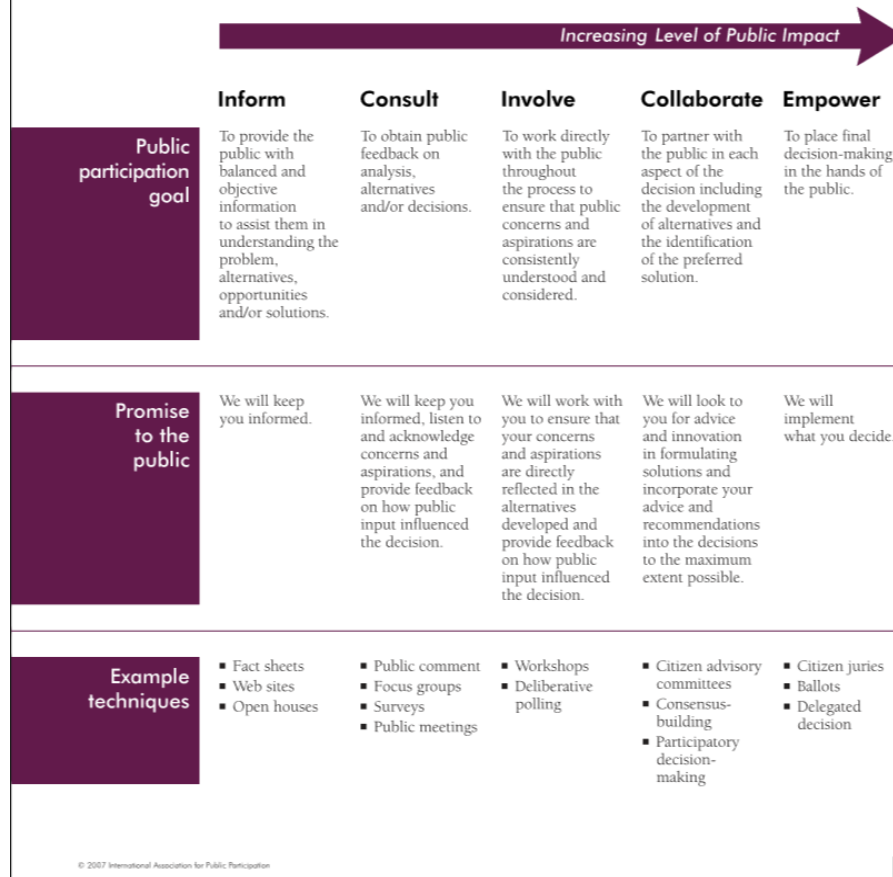 Increasing Level of Public Impact
Inform
Consult
Involve
Collaborate
Empower
Public
participation
goal
To provide the
public with
balanced and
objective
information
to assist them in
understanding the
problem,
alternatives,
opportunities
and/or solutions.
To obtain public
feedback on
analysis,
alternatives
and/or decisions.
To work directly
with the public
throughout
the process to
ensure that public
concerns and
aspirations are
consistently
understood and
considered.
To partner with
the public in each
aspect of the
decision including
the development
of alternatives and
the identification
of the preferred
solution.
To place final
decision-making
in the hands of
the public.
Promise
to the
public
We will keep
you informed.
We will keep you
informed, listen to
and acknowledge
concerns and
aspirations, and
provide feedback
on how public
input influenced
the decision.
We will work with
you to ensure that
your concerns
and aspirations
are directly
reflected in the
alternatives
developed and
provide feedback
on how public
input influenced
the decision.
We will look to
you for advice
and innovation
in formulating
solutions and
incorporate your
advice and
recommendations
into the decisions
to the maximum
extent possible.
We will
implement
what you decide.
Example
techniques
▪ Fact sheets
▪ Web sites
▪ Open houses
▪ Public comment
▪ Focus groups
▪ Surveys
▪ Public meetings
▪ Workshops
▪ Deliberative
polling
▪ Citizen advisory
committees
▪ Consensus-
building
▪ Participatory
decision-
making
▪ Citizen juries
▪ Ballots
▪ Delegated
decision
© 2007 International Association for Public Participation